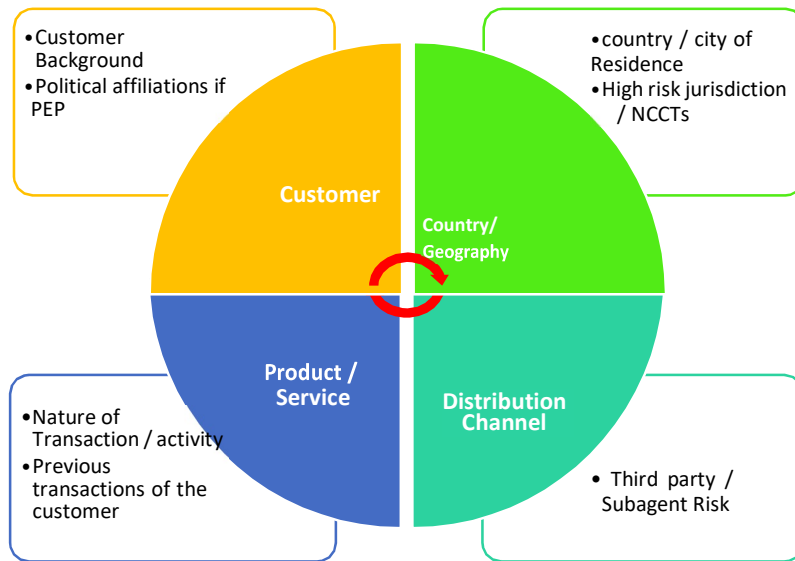 •Customer
Background
•Political affiliations if
PEP
•country / city of
Residence
•High risk jurisdiction
/ NCCTs
Customer
Country/
Geography
Product /
Service
Distribution
Channel
•Nature of
Transaction / activity
•Previous
transactions of the
customer
• Third party /
Subagent Risk